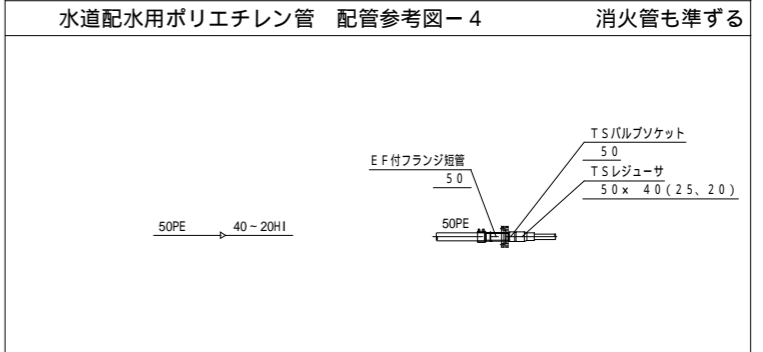 水道配水用ポリエチレン管　配管参考図－４　消火管も準ずる
ＴＳバルブソケット
５０
ＥＦ付フランジ短管
５０
ＴＳレジューサ
５０×　４０(２５、２０)
50PE　40～20HI
50PE